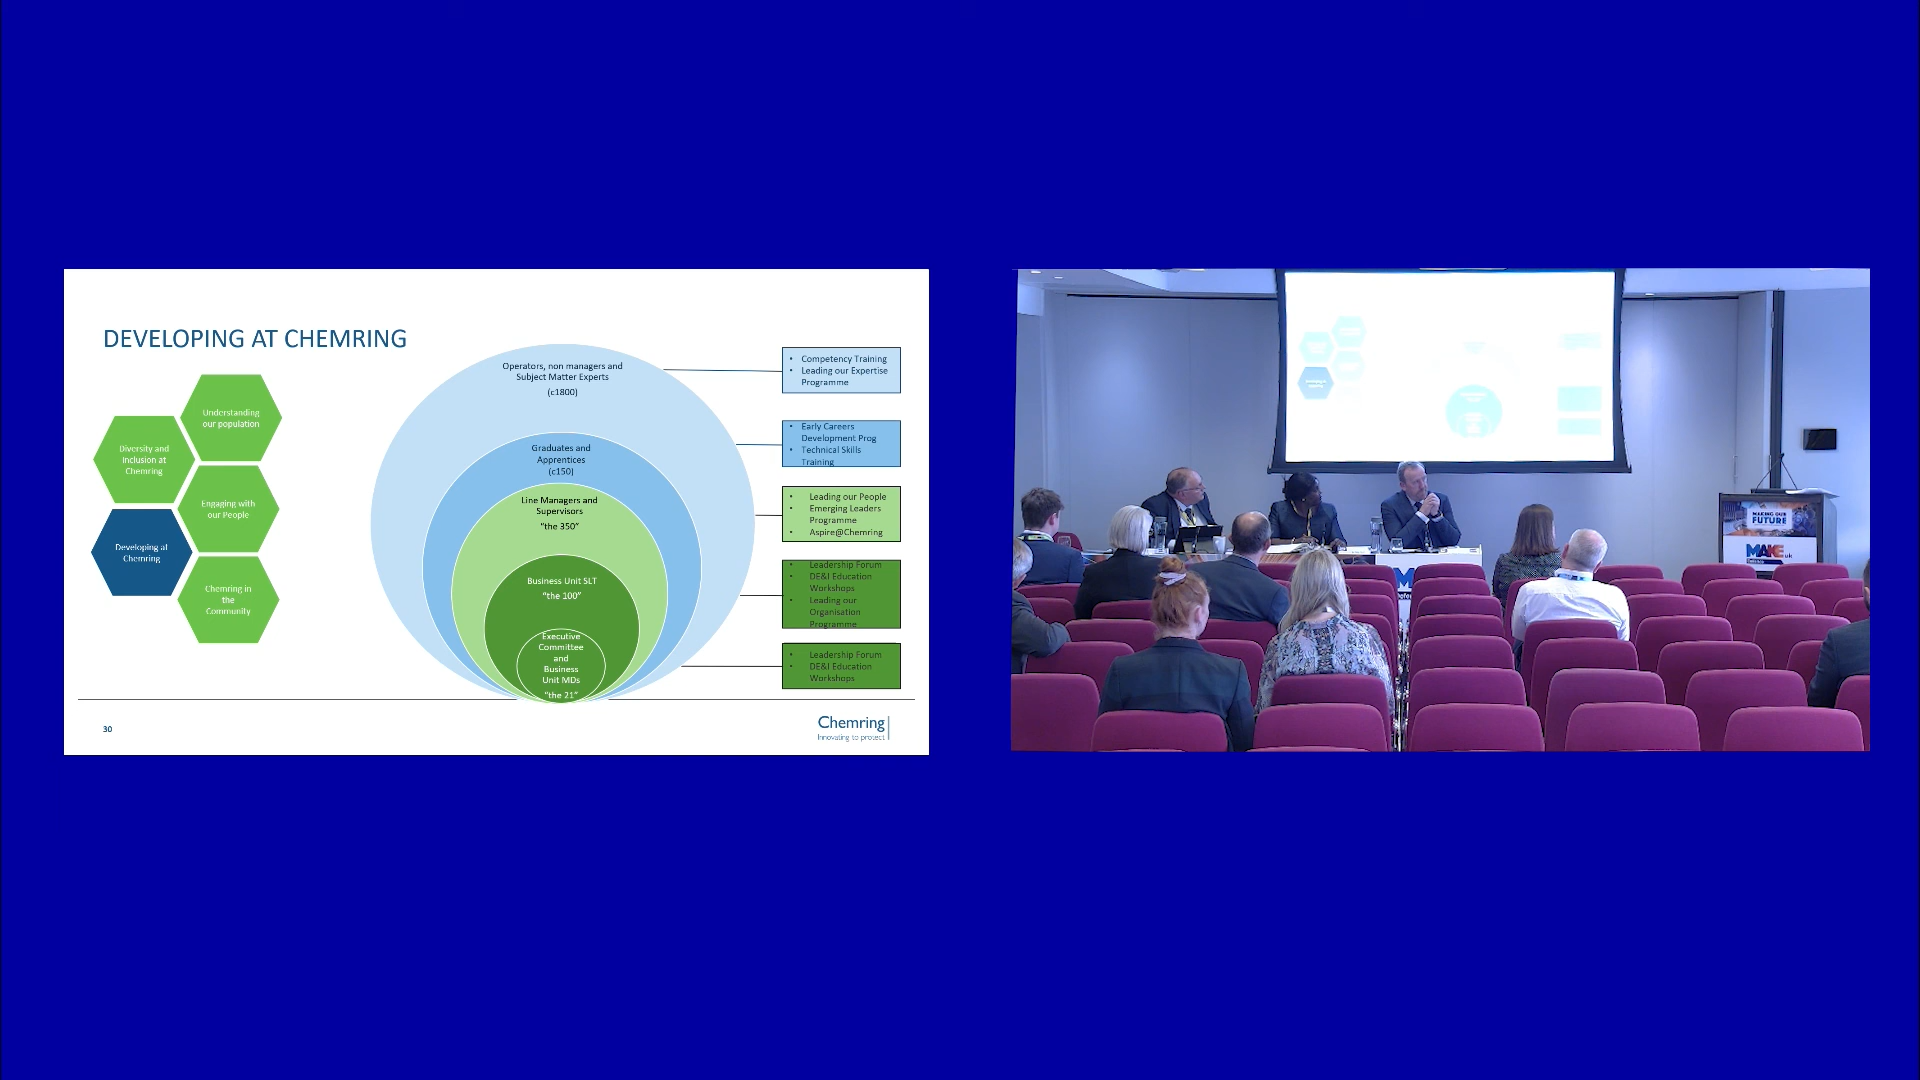 DEVELOPING AT CHEMRING
Understanding
our population
Diversity and
inclusion at
Chemring
Engaging with
our People
Developing at
Chemring
Chemring in
the
Community
Operators, non managers and
Subject Matter Experts
(c1800)
Graduates and
Apprentices
(c150)
Line Managers and
Supervisors
"the 350"
Business Unit SLT
"the 100"
Executive
Committee
and
Business
Unit MDs
"the 21"
• Competency Training
• Leading our Expertise
Programme
• Early Careers
Development Prog
• Technical Skills
Training
• Leading our People
• Emerging Leaders
Programme
• Aspire@Chemring
• Leadership Forum
• DE&I Education
Workshops
• Leading our
Organisation
Programme
• Leadership Forum
• DE&I Education
Workshops
30
Chemring
Innovating to protect
MAKING OUR
FUTURE
MAKE uk